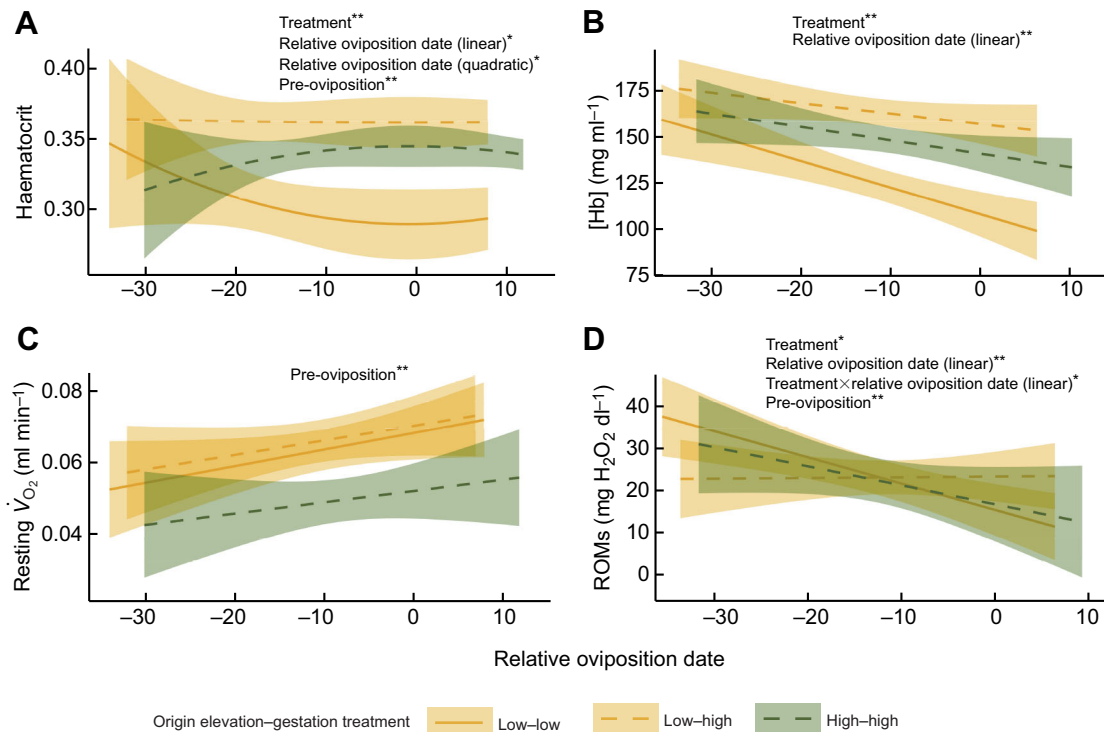 A
Treatment**
Relative oviposition date (linear)*
Relative oviposition date (quadratic)*
Pre-oviposition**
Haematocrit
0.40
0.35
0.30
–30 –20 –10 0 10
B
Treatment**
Relative oviposition date (linear)**
[Hb] (mg ml–1)
175
150
125
100
75
–30 –20 –10 0 10
C
Pre-oviposition**
Resting V̇O2 (ml min–1)
0.08
0.06
0.04
–30 –20 –10 0 10
D
Treatment*
Relative oviposition date (linear)**
Treatment×relative oviposition date (linear)*
Pre-oviposition**
ROMs (mg H2O2 dl–1)
40
30
20
10
0
–30 –20 –10 0 10
Relative oviposition date
Origin elevation–gestation treatment Low–low Low–high High–high